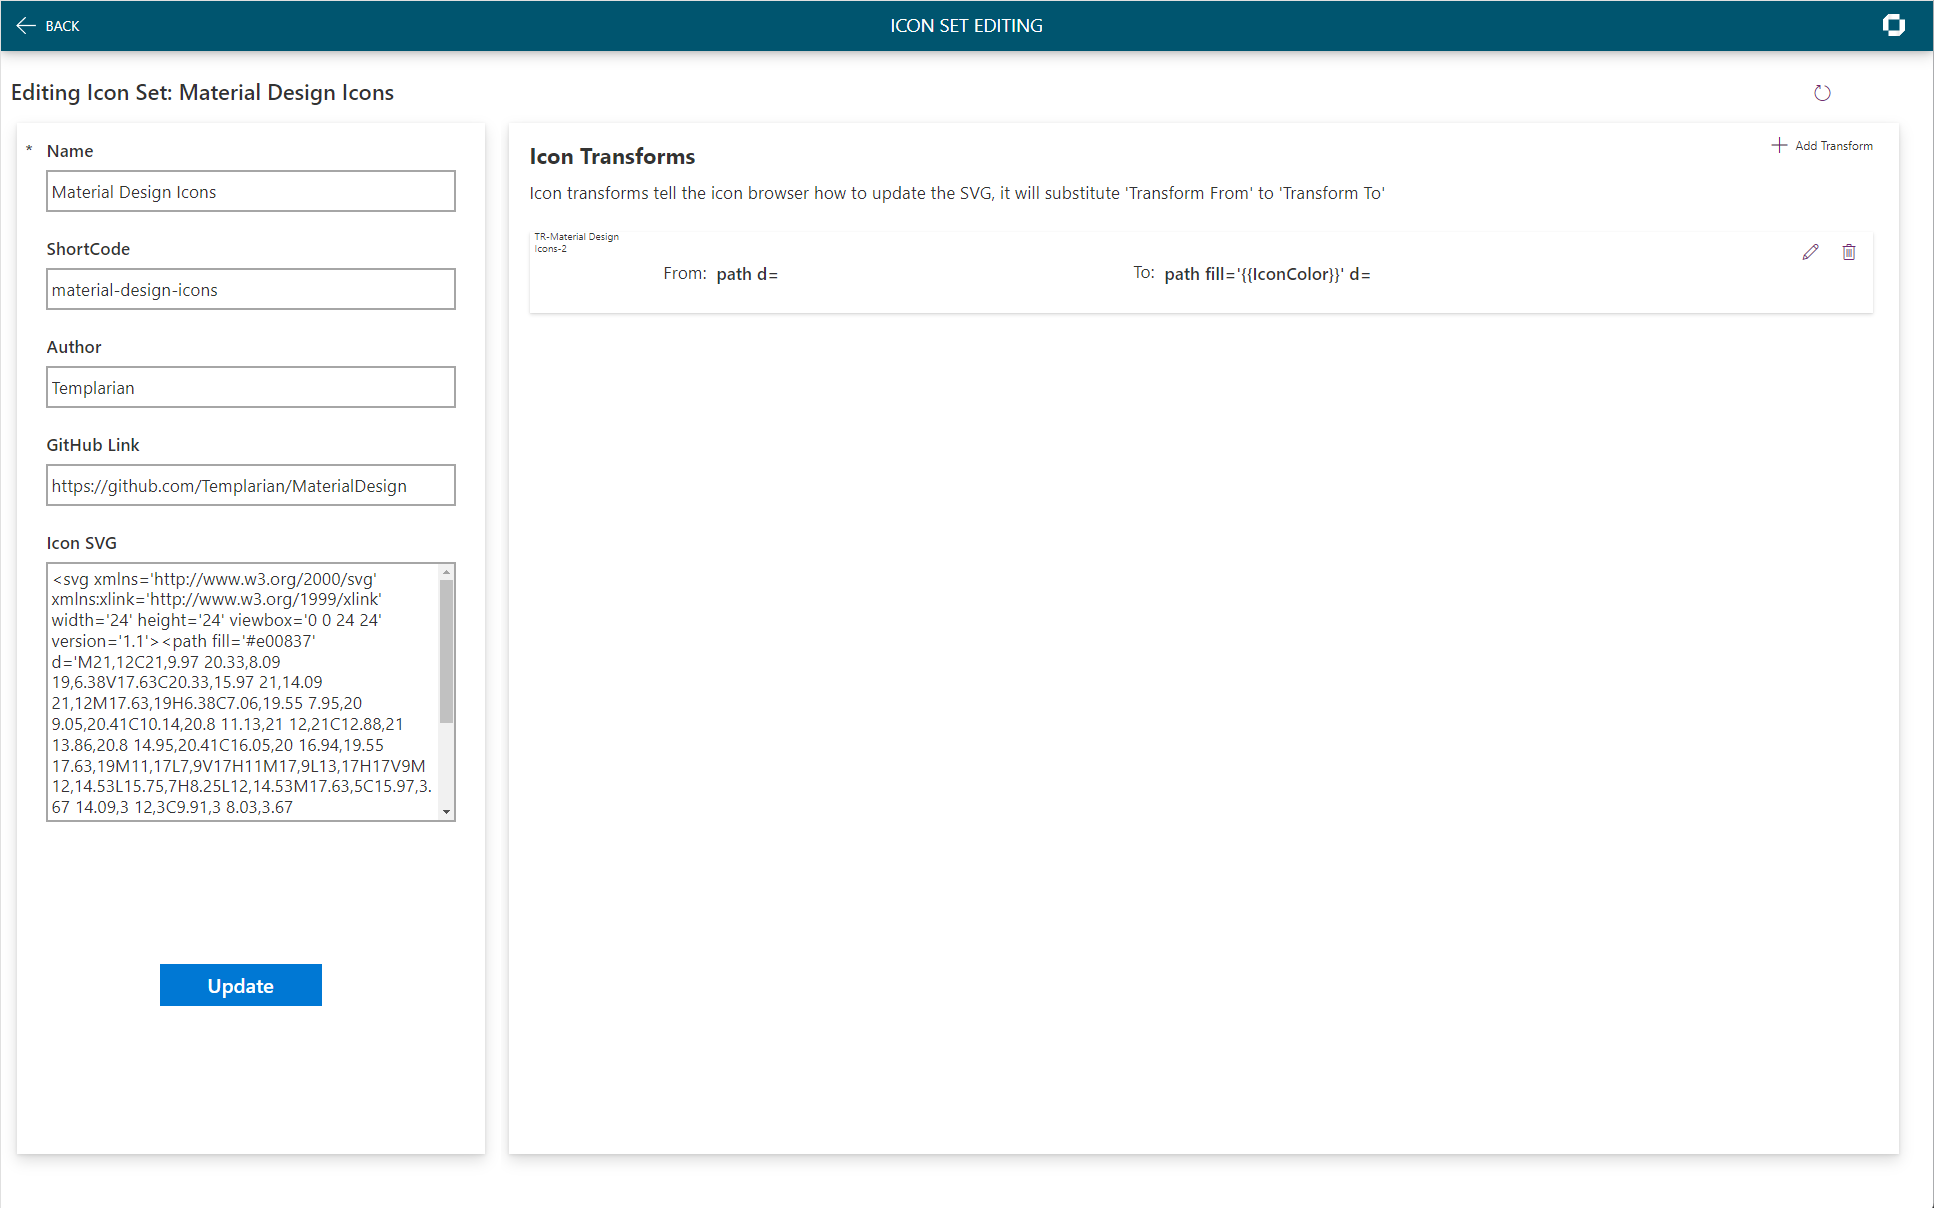 BACK
ICON SET EDITING
Editing Icon Set: Material Design Icons
* Name
Material Design Icons
ShortCode
material-design-icons
Author
Templarian
GitHub Link
https://github.com/Templarian/MaterialDesign
Icon SVG
<svg xmlns='http://www.w3.org/2000/svg'
xmlns:xlink='http://www.w3.org/1999/xlink'
width='24' height='24' viewbox='0 0 24 24'
version='1.1'><path fill='#e00837'
d='M21,12C21,9.97 20.33,8.09
19,6.38V17.63C20.33,15.97 21,14.09
21,12M17.63,19H6.38C7.06,19.55 7.95,20
9.05,20.41C10.14,20.8 11.13,21 12,21C12.88,21
13.86,20.8 14.95,20.41C16.05,20 16.94,19.55
17.63,19M11,17L7,9V17H11M17,9L13,17H17V9M
12,14.53L15.75,7H8.25L12,14.53M17.63,5C15.97,3.
67 14.09,3 12,3C9.91,3 8.03,3.67
Update
Icon Transforms
Add Transform
Icon transforms tell the icon browser how to update the SVG, it will substitute 'Transform From' to 'Transform To'
TR-Material Design
Icons-2
From: path d=
To: path fill='{{IconColor}}' d=